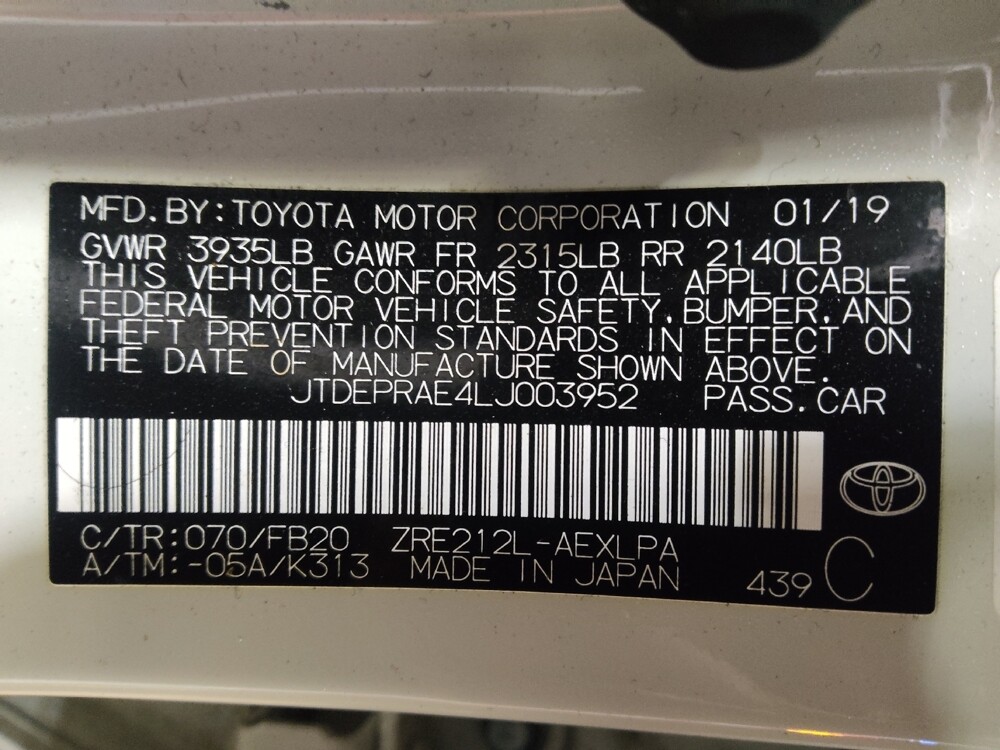 MFD. BY: TOYOTA MOTOR CORPORATION 01/19
GVWR 3935LB GAWR FR 2315LB RR 2140LB
THIS VEHICLE CONFORMS TO ALL APPLICABLE
FEDERAL MOTOR VEHICLE SAFETY, BUMPER, AND
THEFT PREVENTION STANDARDS IN EFFECT ON
THE DATE OF MANUFACTURE SHOWN ABOVE.
JTDEPRAE4LJ003952 PASS. CAR
C/TR: 070/FB20 ZRE212L-AEXLPA
A/TM: -05A/K313 MADE IN JAPAN 439 C